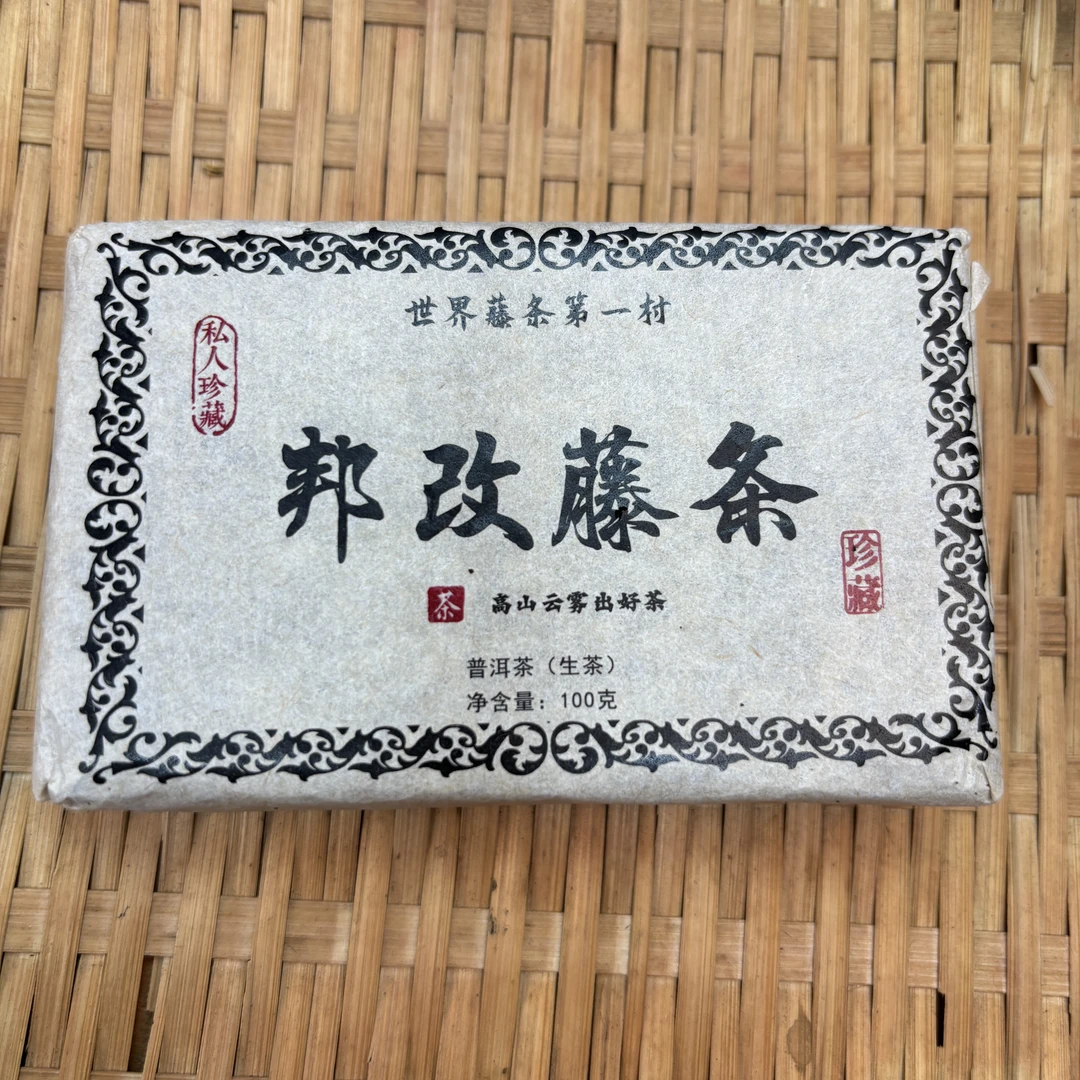 世界藤条第一村
私人珍藏
邦改藤条
珍藏
茶 高山云雾出好茶
普洱茶（生茶）
净含量：100克